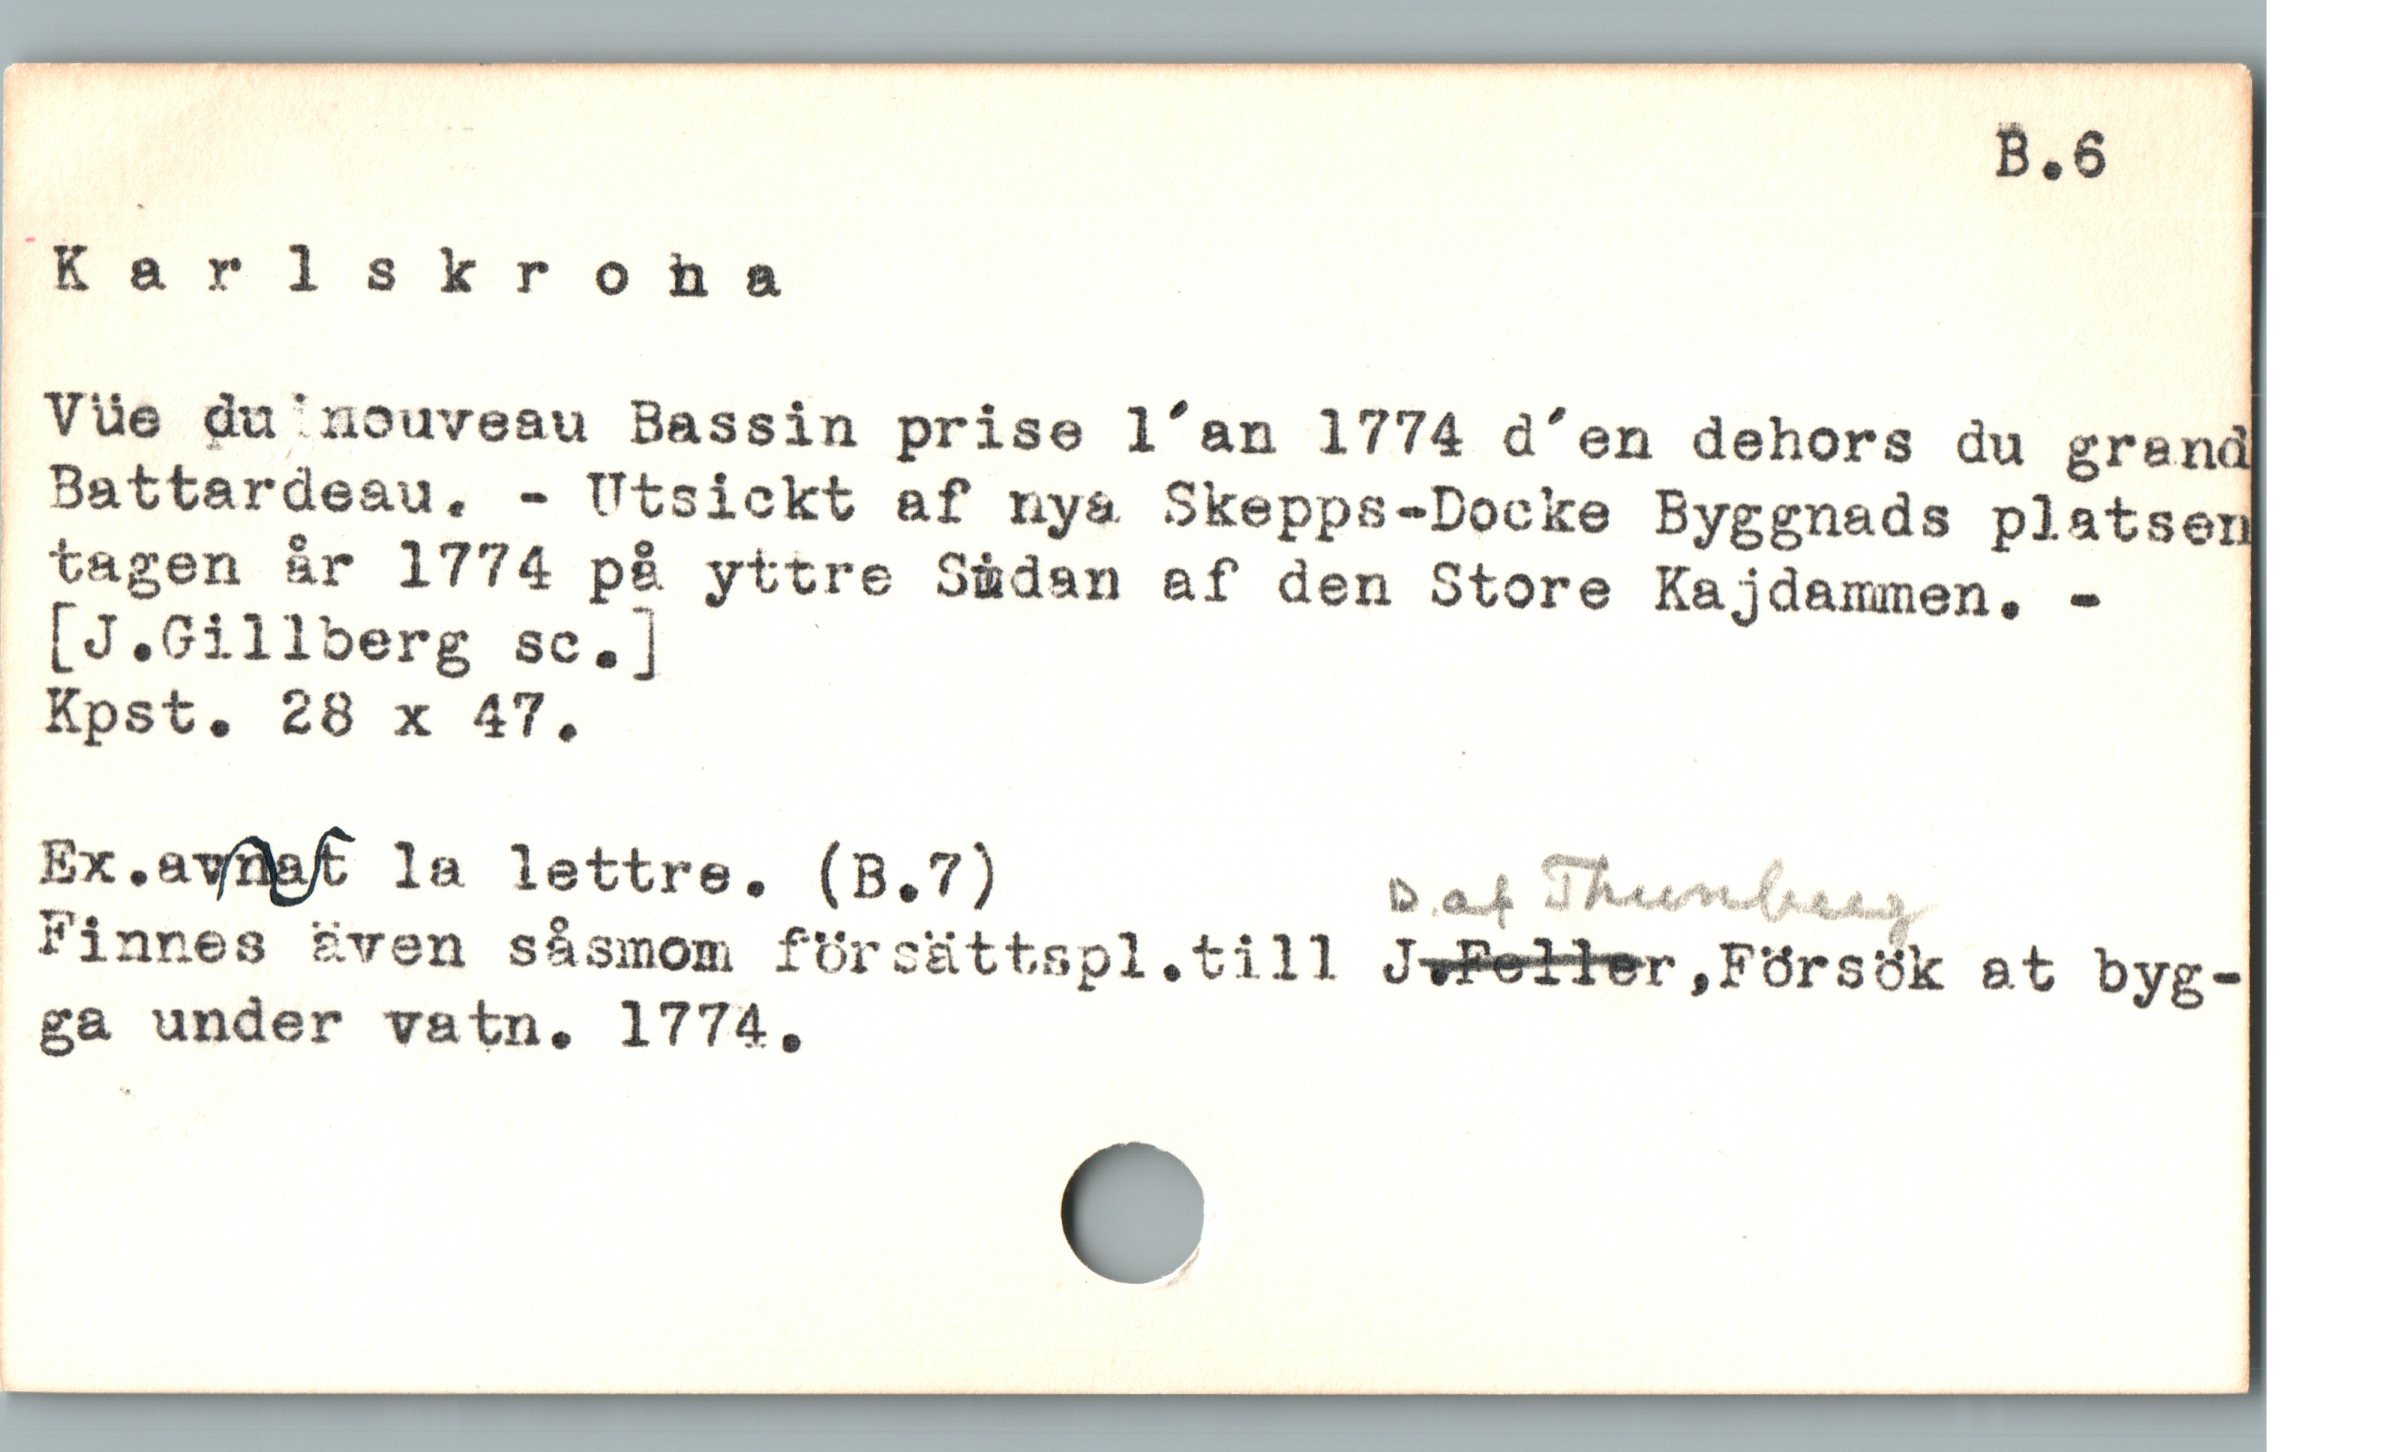 B.6
Karlskrona
Vüe du nouveau Bassin prise l´an 1774 d´en dehors du grand
Battardeau. - Utsickt af nya Skepps-Docke Byggnads platsen
tagen år 1774 på yttre Sidan af den Store Kajdammen. -
[J.Gillberg sc.]
Kpst. 28 x 47.
Ex.avnat la lettre. (B.7)
D. af Thunberg
Finnes även såsmom försättspl.till J.Feller,Försök at byg-
ga under vatn. 1774.